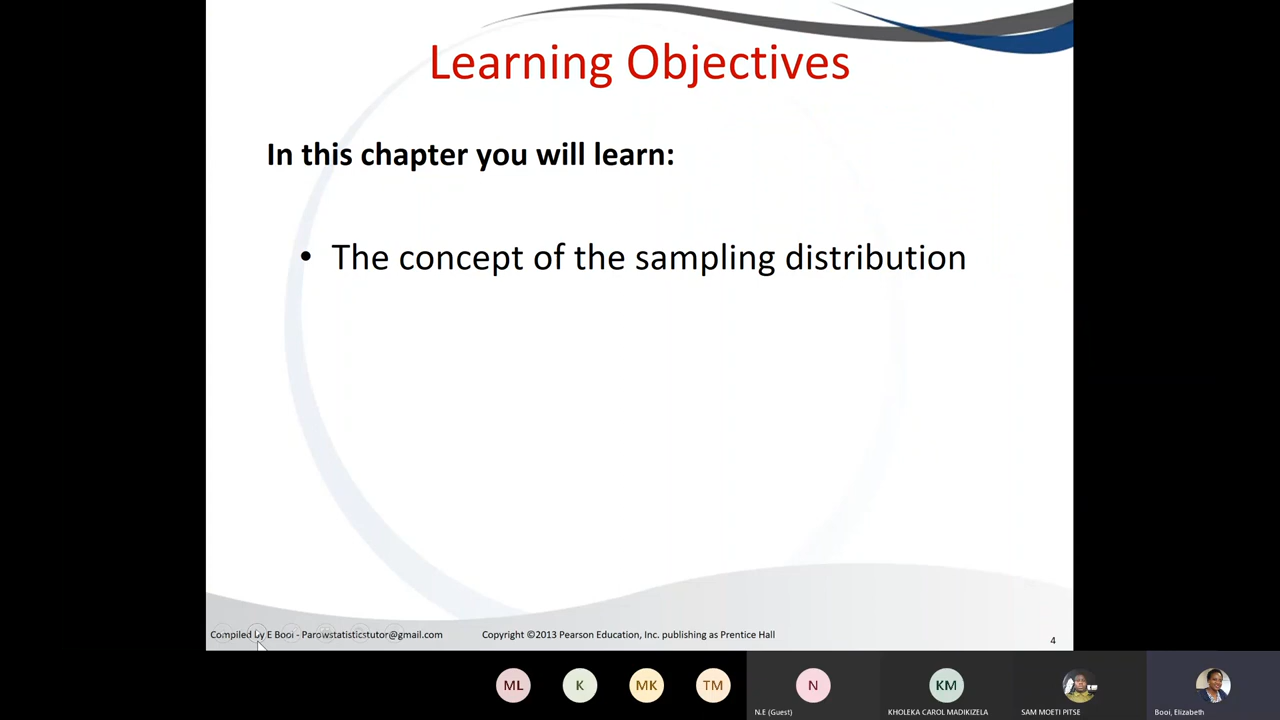 Learning Objectives
In this chapter you will learn:
• The concept of the sampling distribution
Compiled by E Booi - Parowstatisticstutor@gmail.com
Copyright ©2013 Pearson Education, Inc. publishing as Prentice Hall
4
ML
K
MK
TM
N
KM
N.E (Guest)
KHOLEKA CAROL MADIKIZELA
SAM MOETI PITSE
Booi, Elizabeth